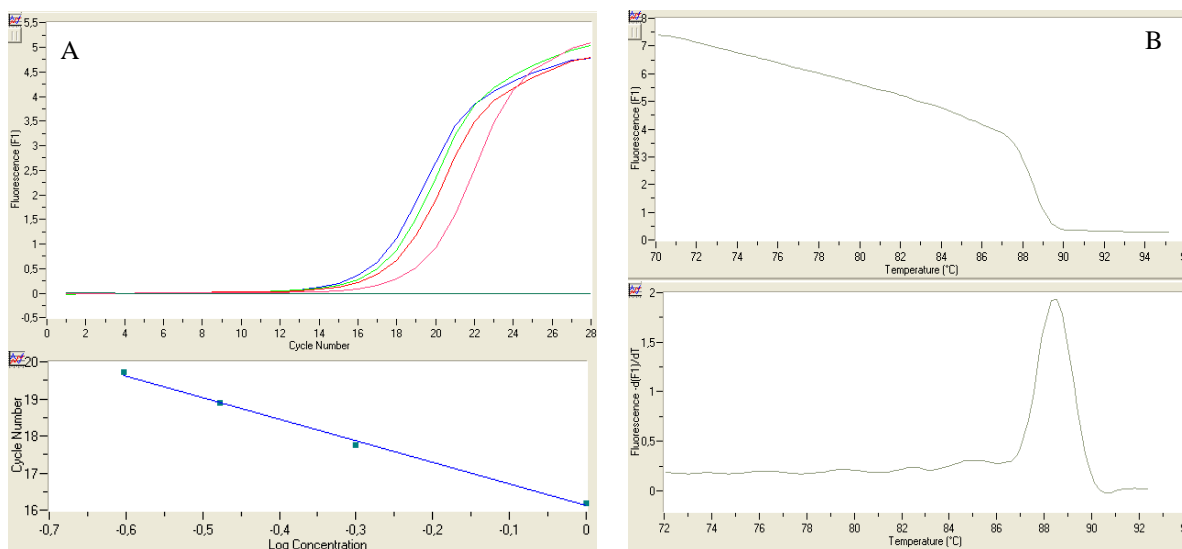 A
5,5
5
4,5
4
3,5
3
2,5
2
1,5
1
0,5
0
-0,5
Fluorescence (F1)
0 2 4 6 8 10 12 14 16 18 20 22 24 26 28
Cycle Number
20
19
18
17
16
Cycle Number
-0,7 -0,6 -0,5 -0,4 -0,3 -0,2 -0,1 0
Log Concentration
B
8
7
6
5
4
3
2
1
0
Fluorescence (F1)
70 72 74 76 78 80 82 84 86 88 90 92 94
Temperature (°C)
2
1,5
1
0,5
0
Fluorescence -d(F1)/dT
72 74 76 78 80 82 84 86 88 90 92
Temperature (°C)